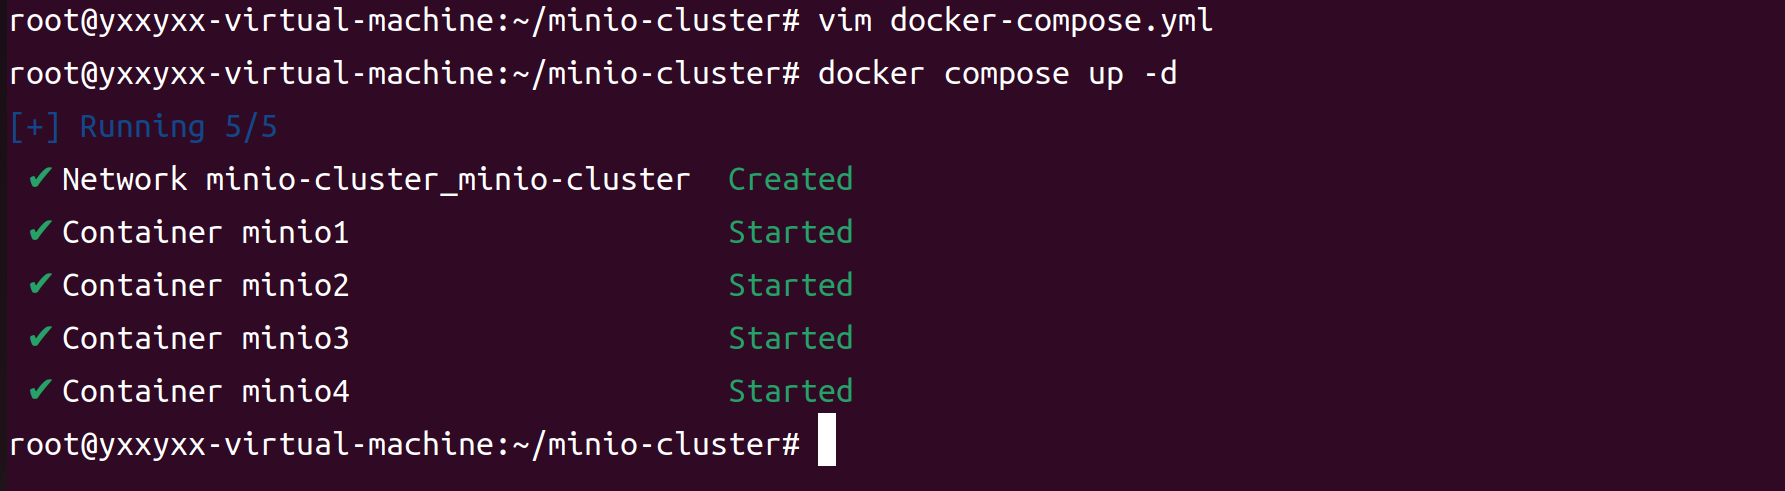 root@yxxyxx-virtual-machine:~/minio-cluster# vim docker-compose.yml
root@yxxyxx-virtual-machine:~/minio-cluster# docker compose up -d
[+] Running 5/5
✔ Network minio-cluster_minio-cluster Created
✔ Container minio1 Started
✔ Container minio2 Started
✔ Container minio3 Started
✔ Container minio4 Started
root@yxxyxx-virtual-machine:~/minio-cluster#